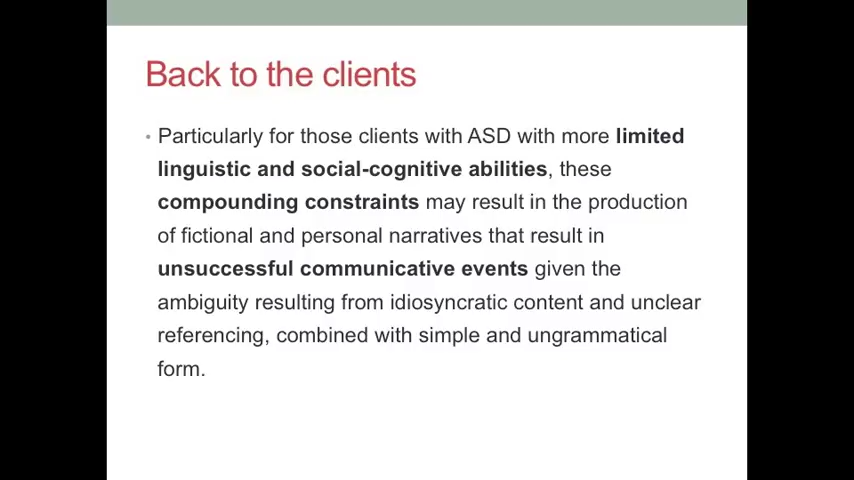 Back to the clients
• Particularly for those clients with ASD with more limited
linguistic and social-cognitive abilities, these
compounding constraints may result in the production
of fictional and personal narratives that result in
unsuccessful communicative events given the
ambiguity resulting from idiosyncratic content and unclear
referencing, combined with simple and ungrammatical
form.